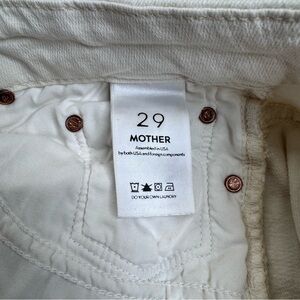 29
MOTHER
Assembled in USA
by both USA and foreign components
DO YOUR OWN LAUNDRY